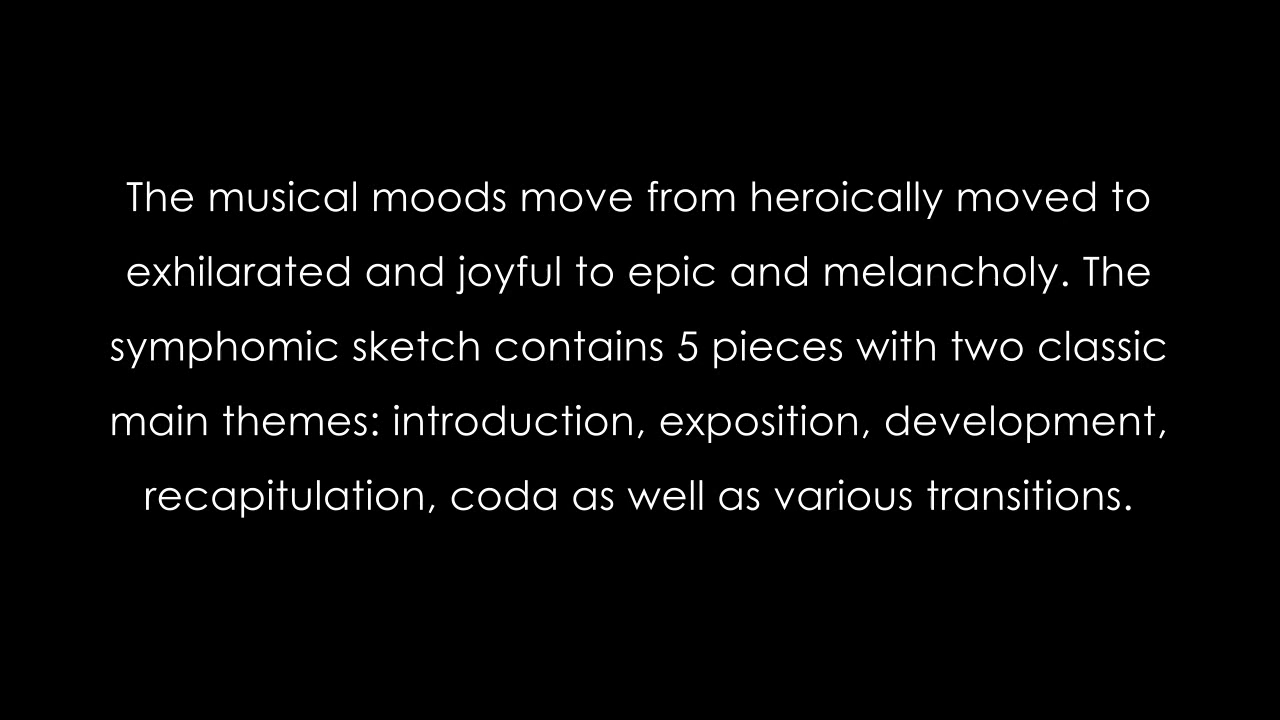 The musical moods move from heroically moved to
exhilarated and joyful to epic and melancholy. The
symphomic sketch contains 5 pieces with two classic
main themes: introduction, exposition, development,
recapitulation, coda as well as various transitions.